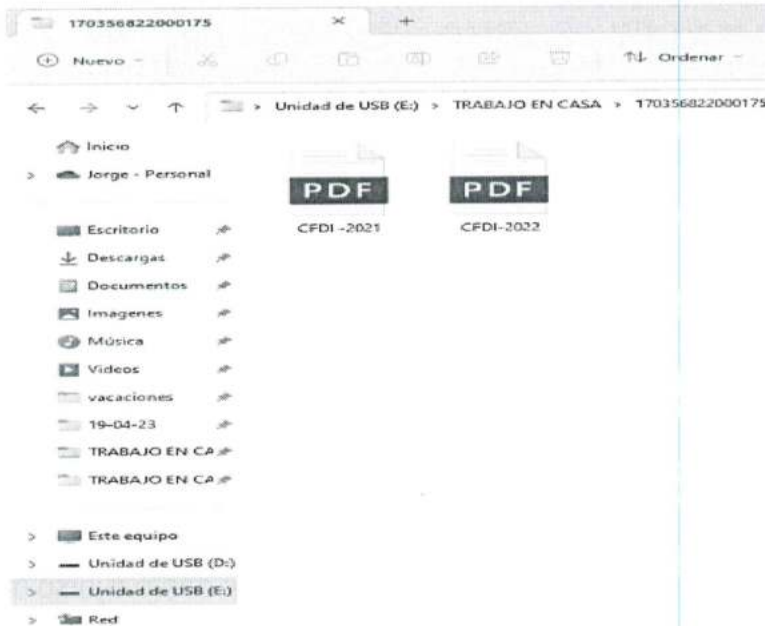 170356822000175
Nuevo
Ordenar
Unidad de USB (E:) > TRABAJO EN CASA > 170356822000175
Inicio
Jorge - Personal
PDF
PDF
CFDI -2021
CFDI-2022
Escritorio
Descargas
Documentos
Imagenes
Música
Videos
vacaciones
19-04-23
TRABAJO EN CA
TRABAJO EN CA
Este equipo
Unidad de USB (D:)
Unidad de USB (E:)
Red